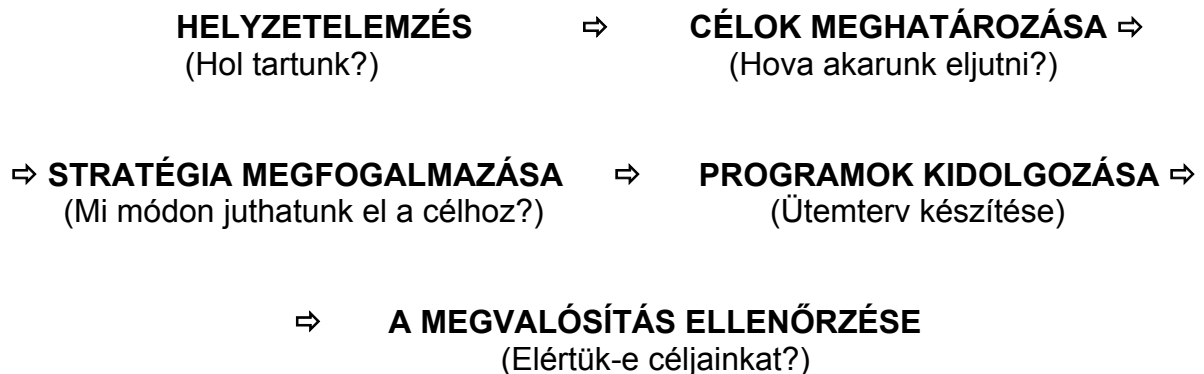 HELYZETELEMZÉS ⇨ CÉLOK MEGHATÁROZÁSA ⇨
(Hol tartunk?) (Hova akarunk eljutni?)
⇨ STRATÉGIA MEGFOGALMAZÁSA ⇨ PROGRAMOK KIDOLGOZÁSA ⇨
(Mi módon juthatunk el a célhoz?) (Ütemterv készítése)
⇨ A MEGVALÓSÍTÁS ELLENŐRZÉSE
(Elértük-e céljainkat?)